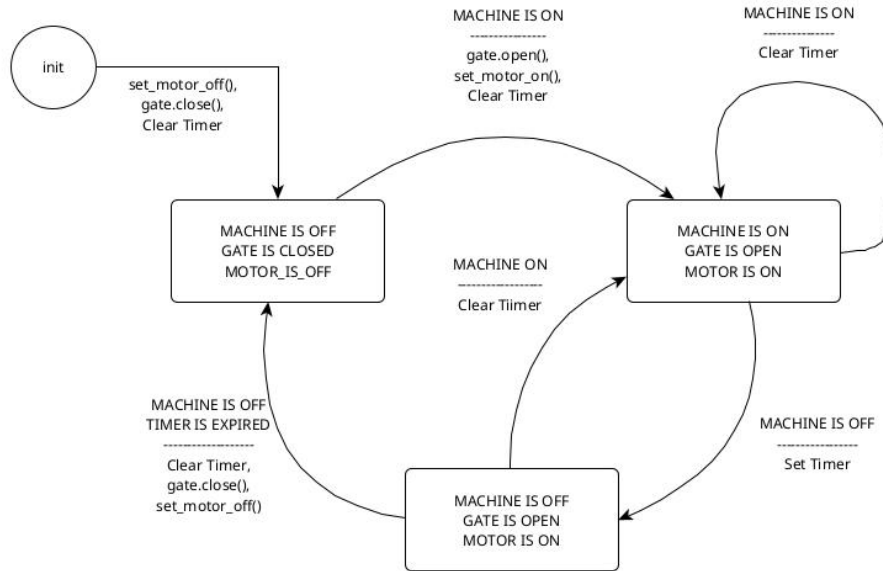 MACHINE IS ON
----------------
gate.open(),
set_motor_on(),
Clear Timer
MACHINE IS ON
---------------
Clear Timer
init
set_motor_off(),
gate.close(),
Clear Timer
MACHINE IS OFF
GATE IS CLOSED
MOTOR_IS_OFF
MACHINE IS ON
GATE IS OPEN
MOTOR IS ON
MACHINE ON
------------------
Clear Tiimer
MACHINE IS OFF
TIMER IS EXPIRED
-------------------
Clear Timer,
gate.close(),
set_motor_off()
MACHINE IS OFF
-----------------
Set Timer
MACHINE IS OFF
GATE IS OPEN
MOTOR IS ON